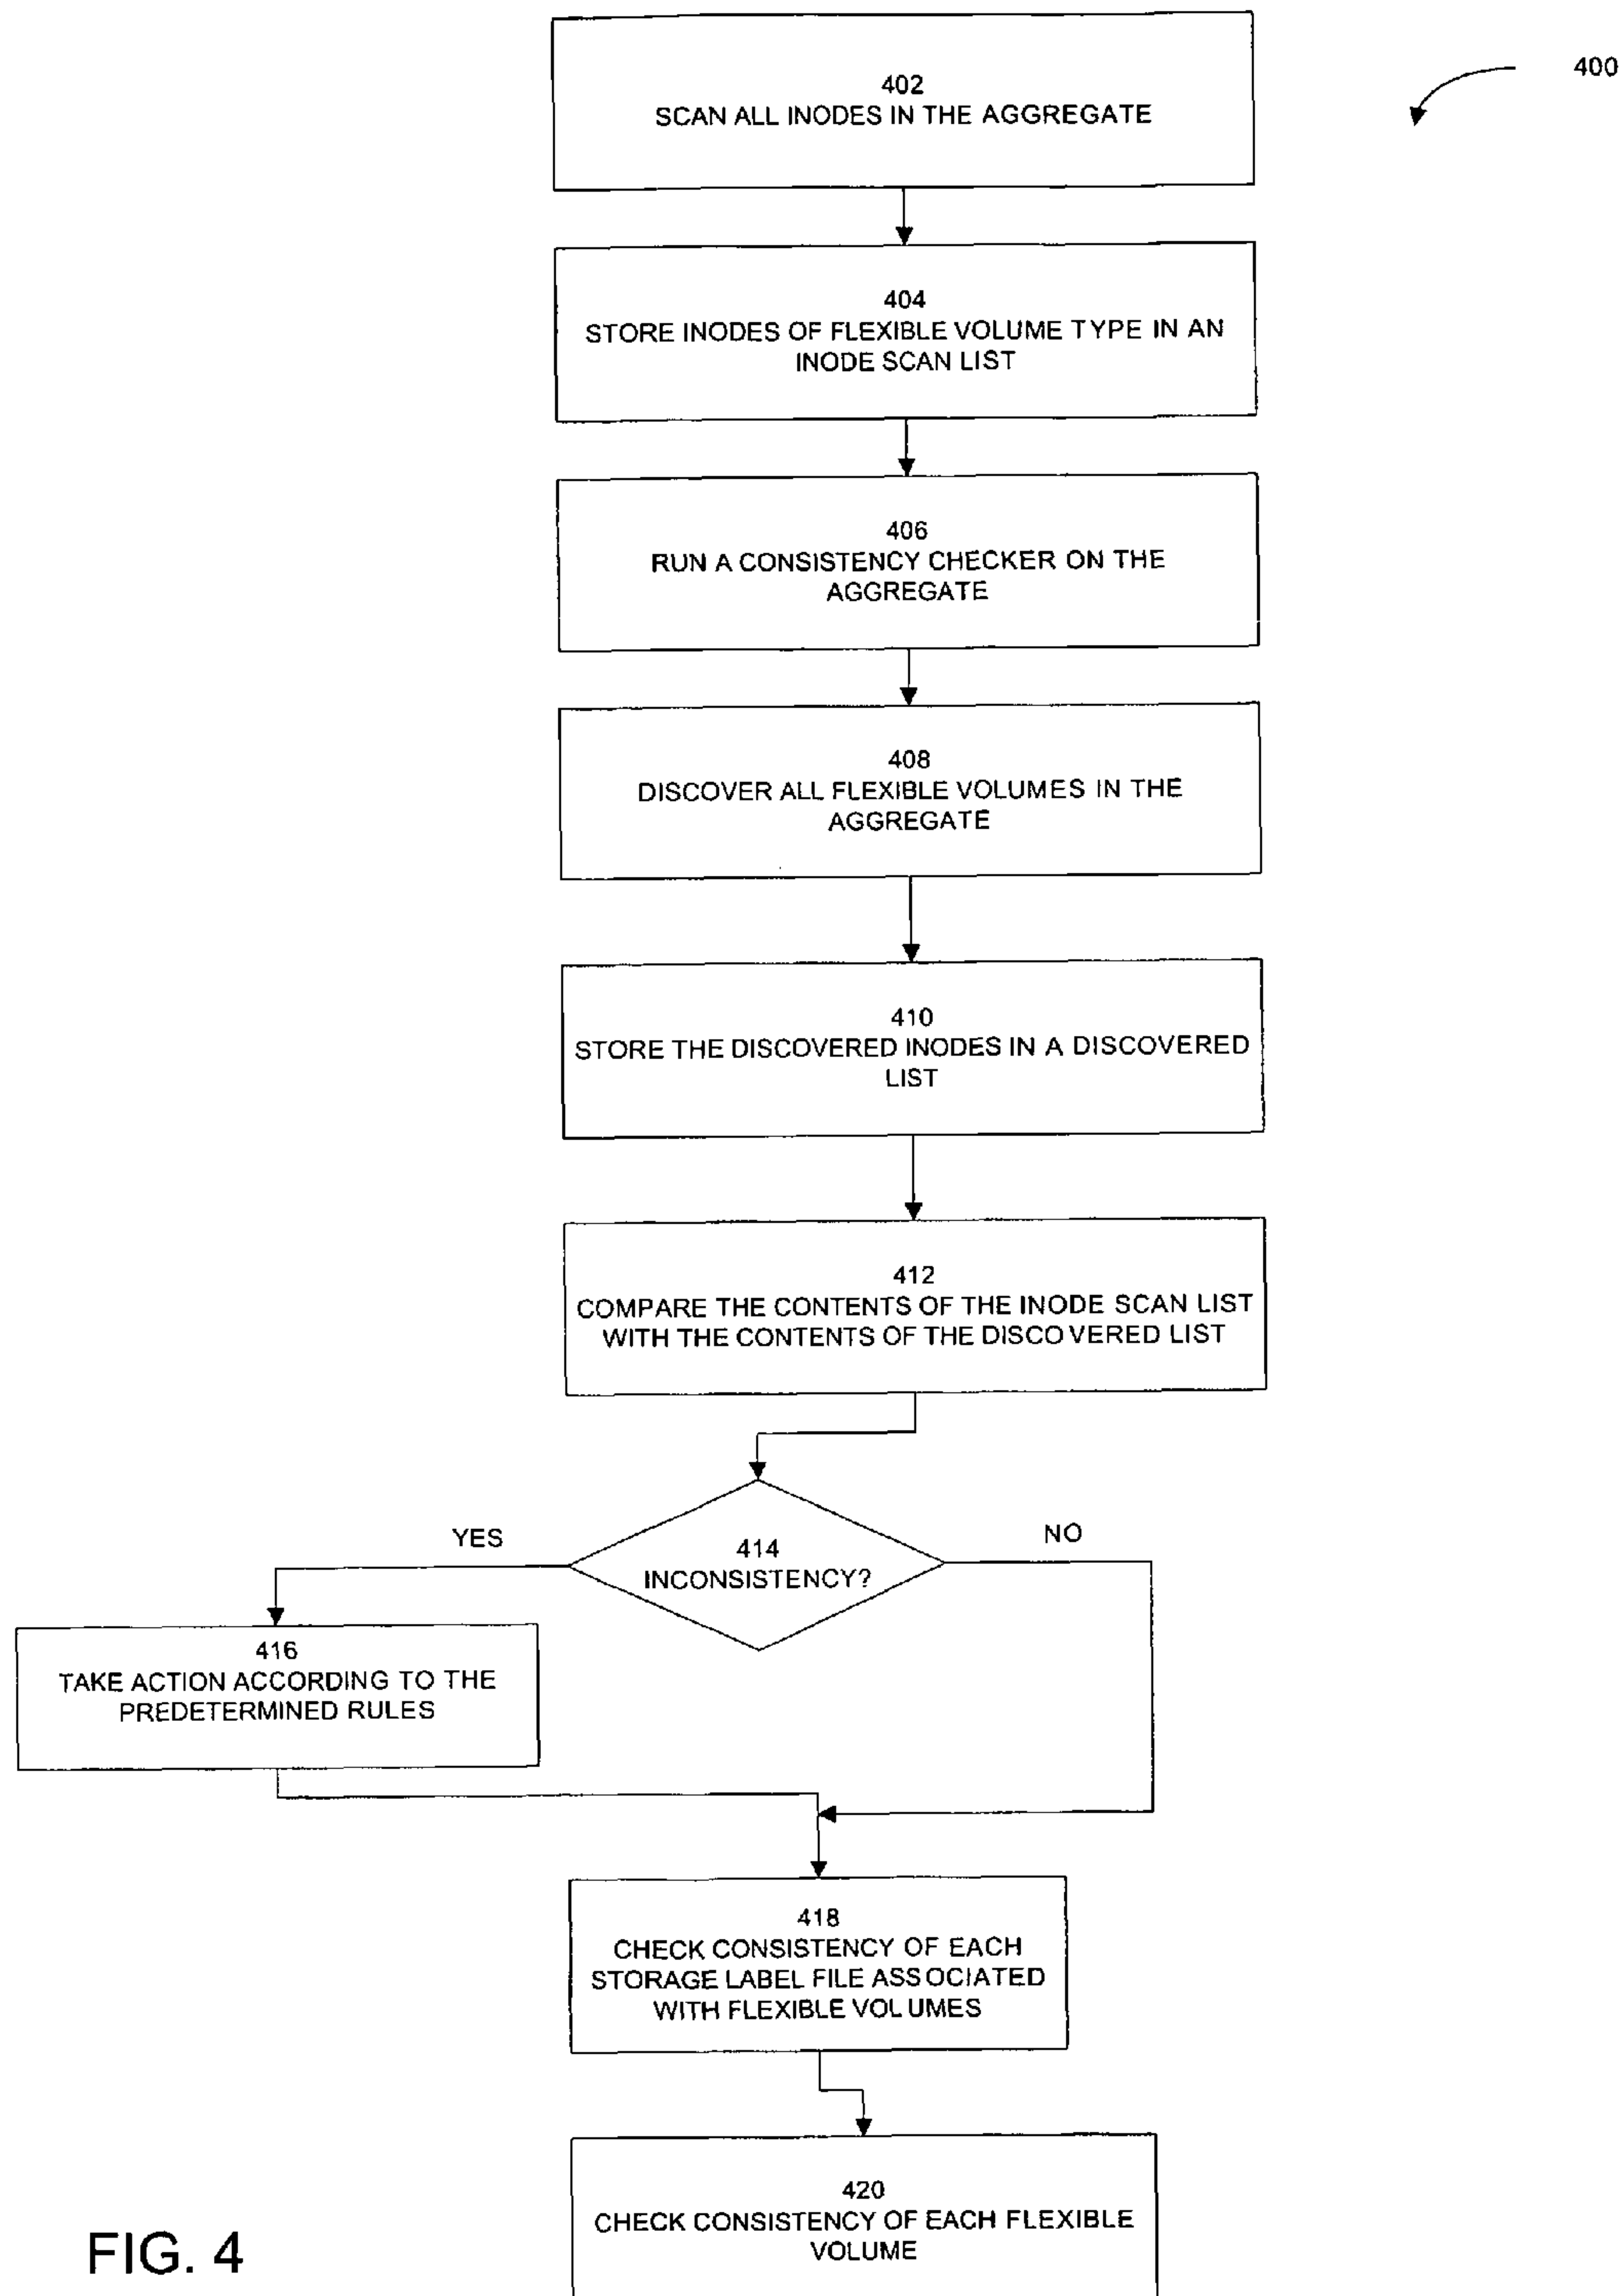 400
402
SCAN ALL INODES IN THE AGGREGATE
404
STORE INODES OF FLEXIBLE VOLUME TYPE IN AN
INODE SCAN LIST
406
RUN A CONSISTENCY CHECKER ON THE
AGGREGATE
408
DISCOVER ALL FLEXIBLE VOLUMES IN THE
AGGREGATE
410
STORE THE DISCOVERED INODES IN A DISCOVERED
LIST
412
COMPARE THE CONTENTS OF THE INODE SCAN LIST
WITH THE CONTENTS OF THE DISCOVERED LIST
YES
414
INCONSISTENCY?
NO
416
TAKE ACTION ACCORDING TO THE
PREDETERMINED RULES
418
CHECK CONSISTENCY OF EACH
STORAGE LABEL FILE ASSOCIATED
WITH FLEXIBLE VOLUMES
420
CHECK CONSISTENCY OF EACH FLEXIBLE
VOLUME
FIG. 4